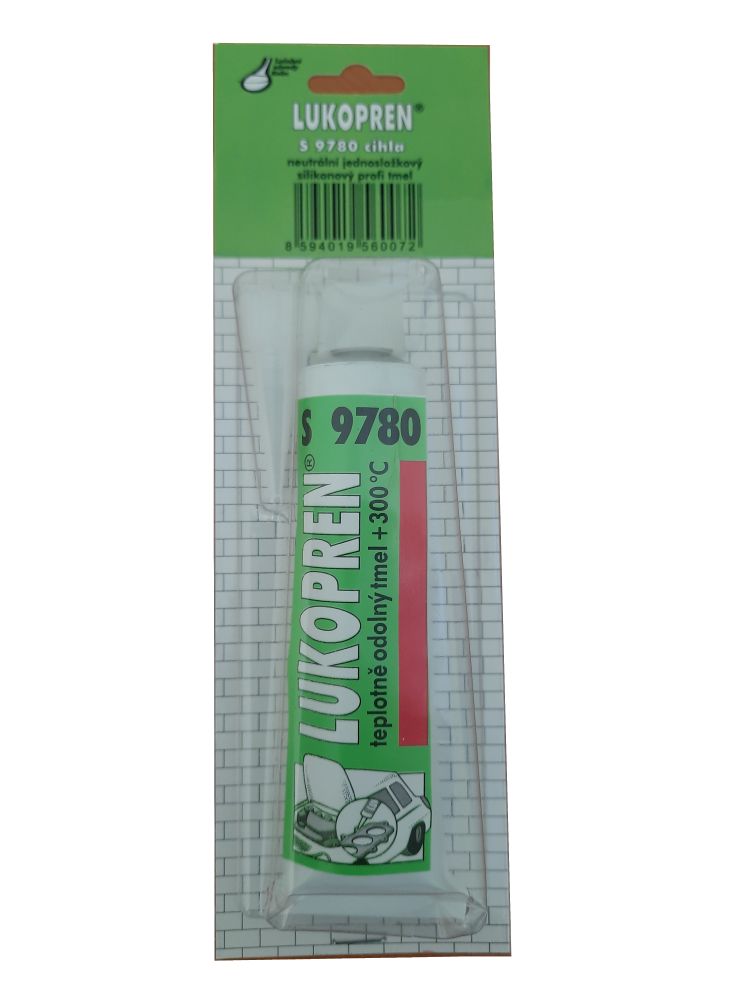 LUKOPREN®
S 9780 cihla
neutrální jednosložkový
silikonový profi tmel
8 594019 560072
S 9780
LUKOPREN®
teplotně odolný tmel +300°C